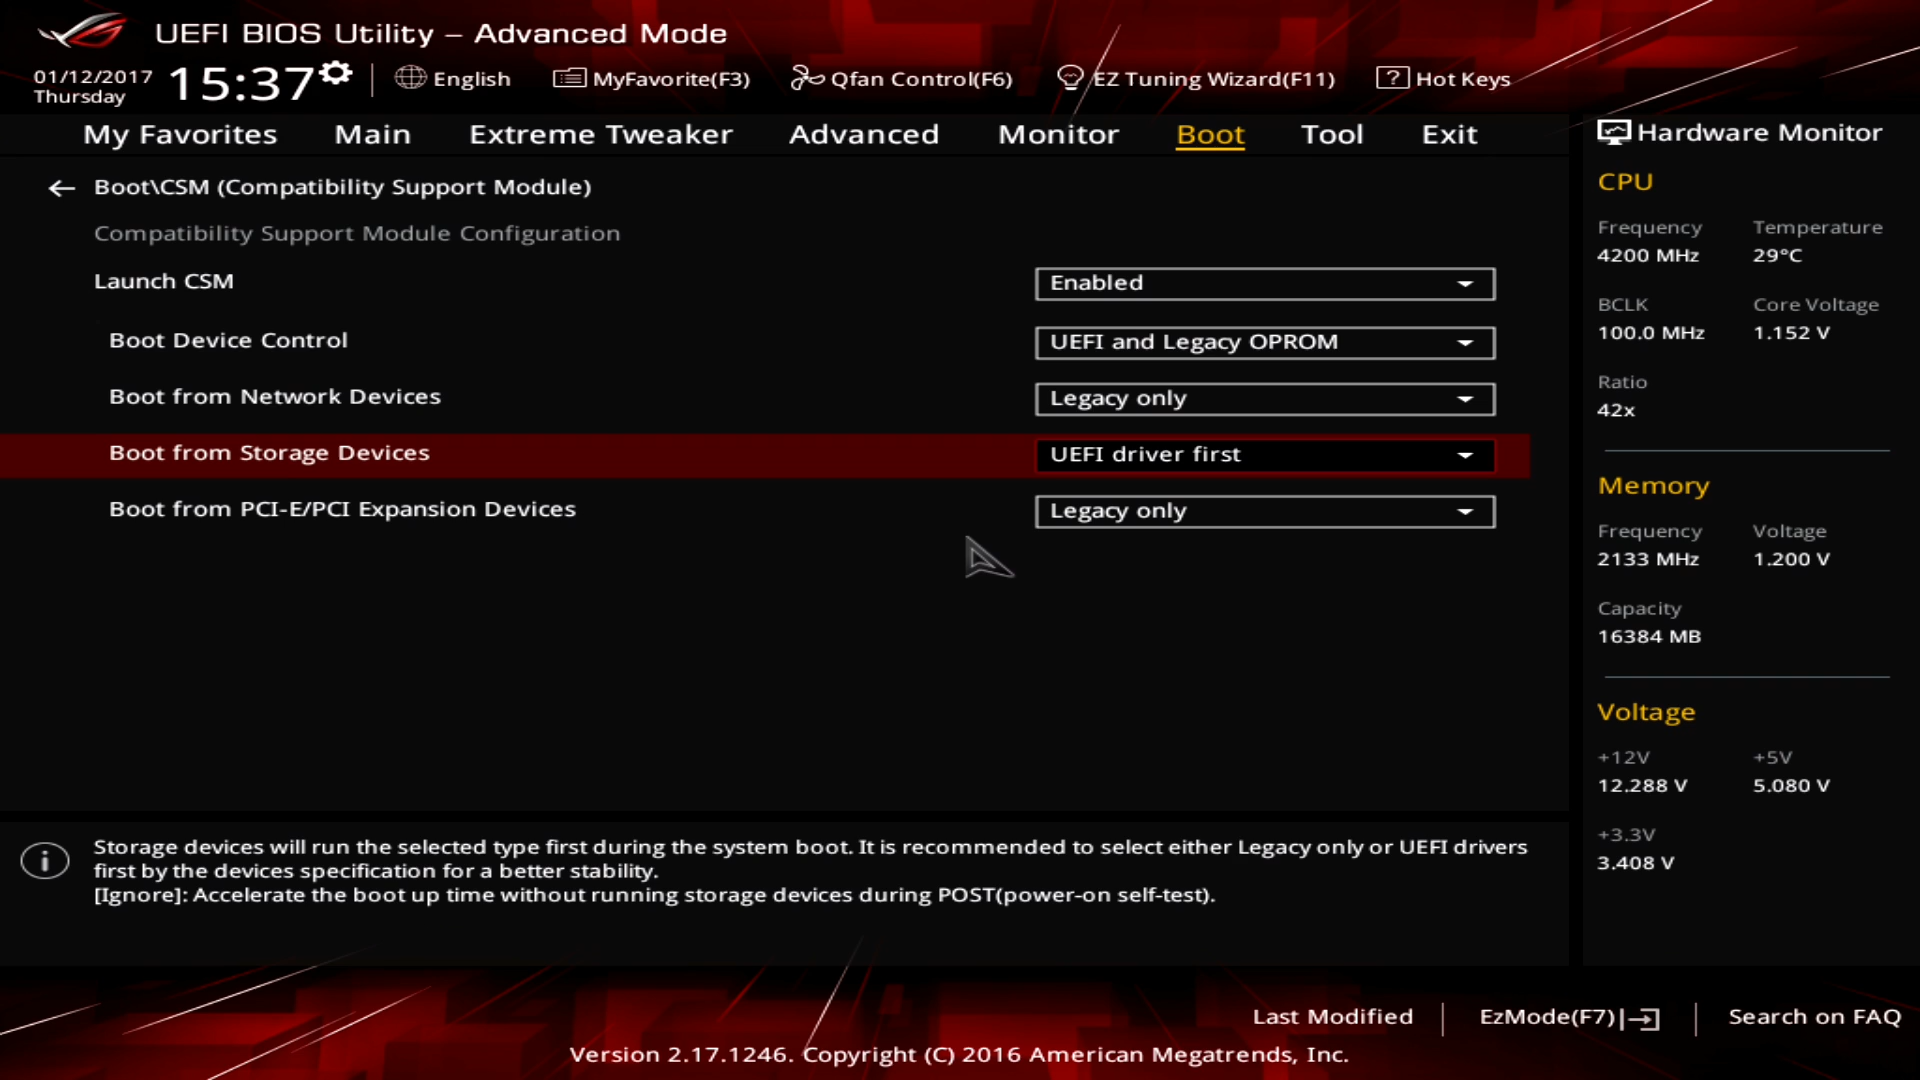 UEFI BIOS Utility – Advanced Mode
01/12/2017
Thursday
15:37
English
MyFavorite(F3)
Qfan Control(F6)
EZ Tuning Wizard(F11)
? Hot Keys
My Favorites Main Extreme Tweaker Advanced Monitor Boot Tool Exit
Boot\CSM (Compatibility Support Module)
Compatibility Support Module Configuration
Launch CSM Enabled
Boot Device Control UEFI and Legacy OPROM
Boot from Network Devices Legacy only
Boot from Storage Devices UEFI driver first
Boot from PCI-E/PCI Expansion Devices Legacy only
Hardware Monitor
CPU
Frequency Temperature
4200 MHz 29°C
BCLK Core Voltage
100.0 MHz 1.152 V
Ratio
42x
Memory
Frequency Voltage
2133 MHz 1.200 V
Capacity
16384 MB
Voltage
+12V +5V
12.288 V 5.080 V
+3.3V
3.408 V
i
Storage devices will run the selected type first during the system boot. It is recommended to select either Legacy only or UEFI drivers
first by the devices specification for a better stability.
[Ignore]: Accelerate the boot up time without running storage devices during POST(power-on self-test).
Last Modified EzMode(F7) Search on FAQ
Version 2.17.1246. Copyright (C) 2016 American Megatrends, Inc.